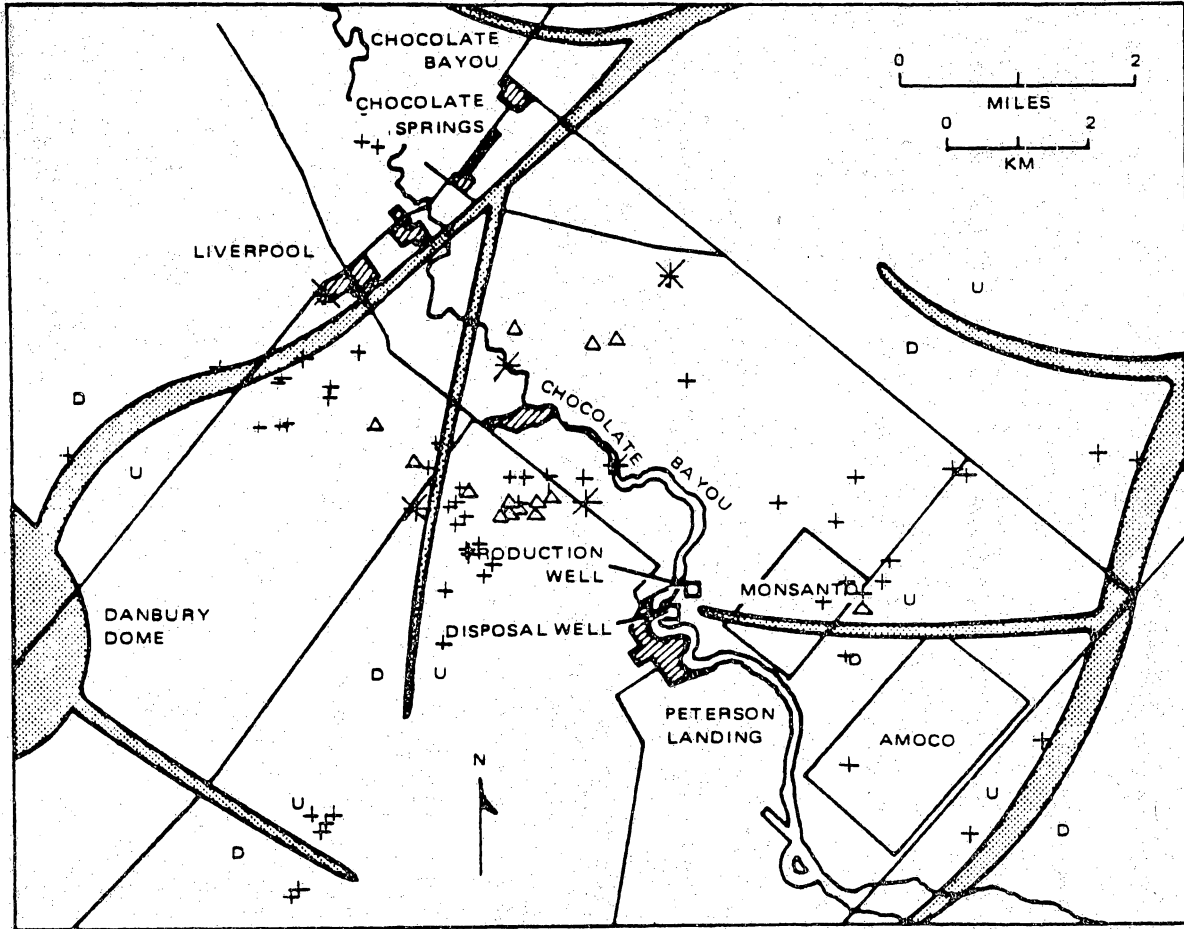 CHOCOLATE
BAYOU
CHOCOLATE
SPRINGS
0 2
MILES
0 2
KM
LIVERPOOL
U
D
D
CHOCOLATE BAYOU
U
PRODUCTION
WELL
MONSANTO
U
DANBURY
DOME
DISPOSAL WELL
D
D U
PETERSON
LANDING
AMOCO
N
U
U
D
D